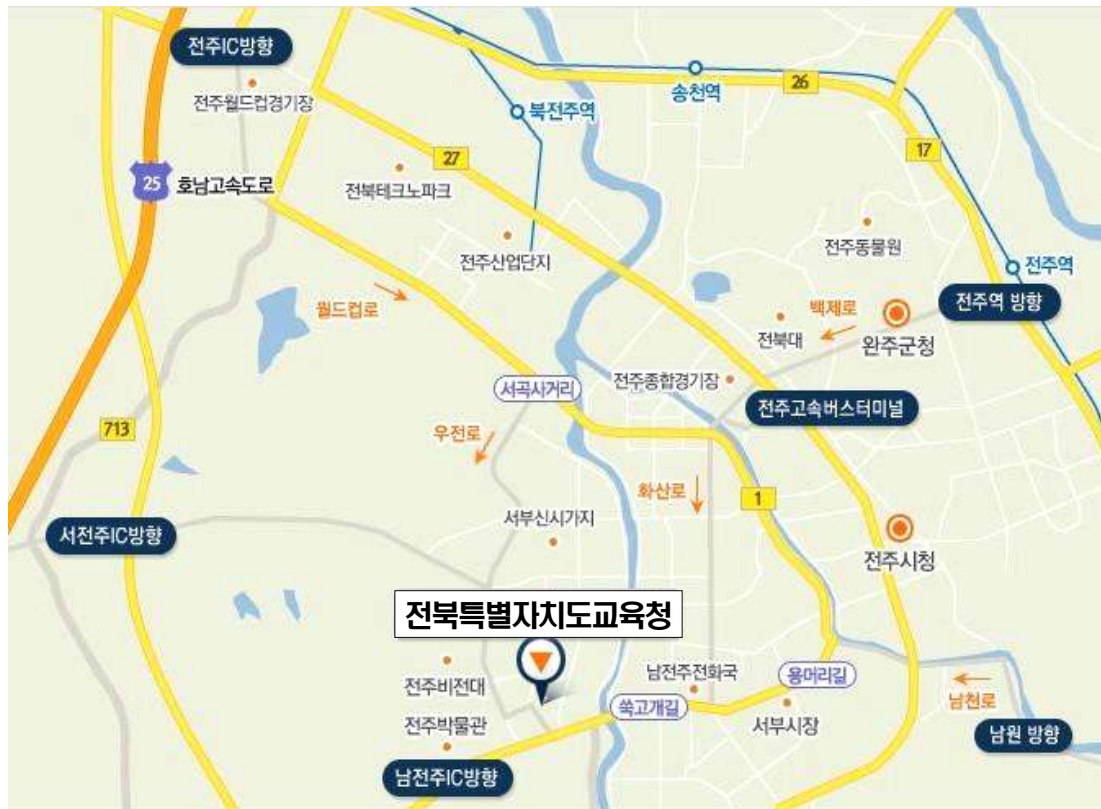 전주IC방향
전주월드컵경기장
북전주역
송천역
26
17
27
25
호남고속도로
전북테크노파크
전주산업단지
전주동물원
전주역
전주역 방향
월드컵로
백제로
전북대
완주군청
서곡사거리
전주종합경기장
전주고속버스터미널
713
우전로
화산로
1
서부신시가지
서전주IC방향
전주시청
전북특별자치도교육청
전주비전대
남전주전화국
용머리길
쑥고개길
남천로
전주박물관
서부시장
남원 방향
남전주IC방향